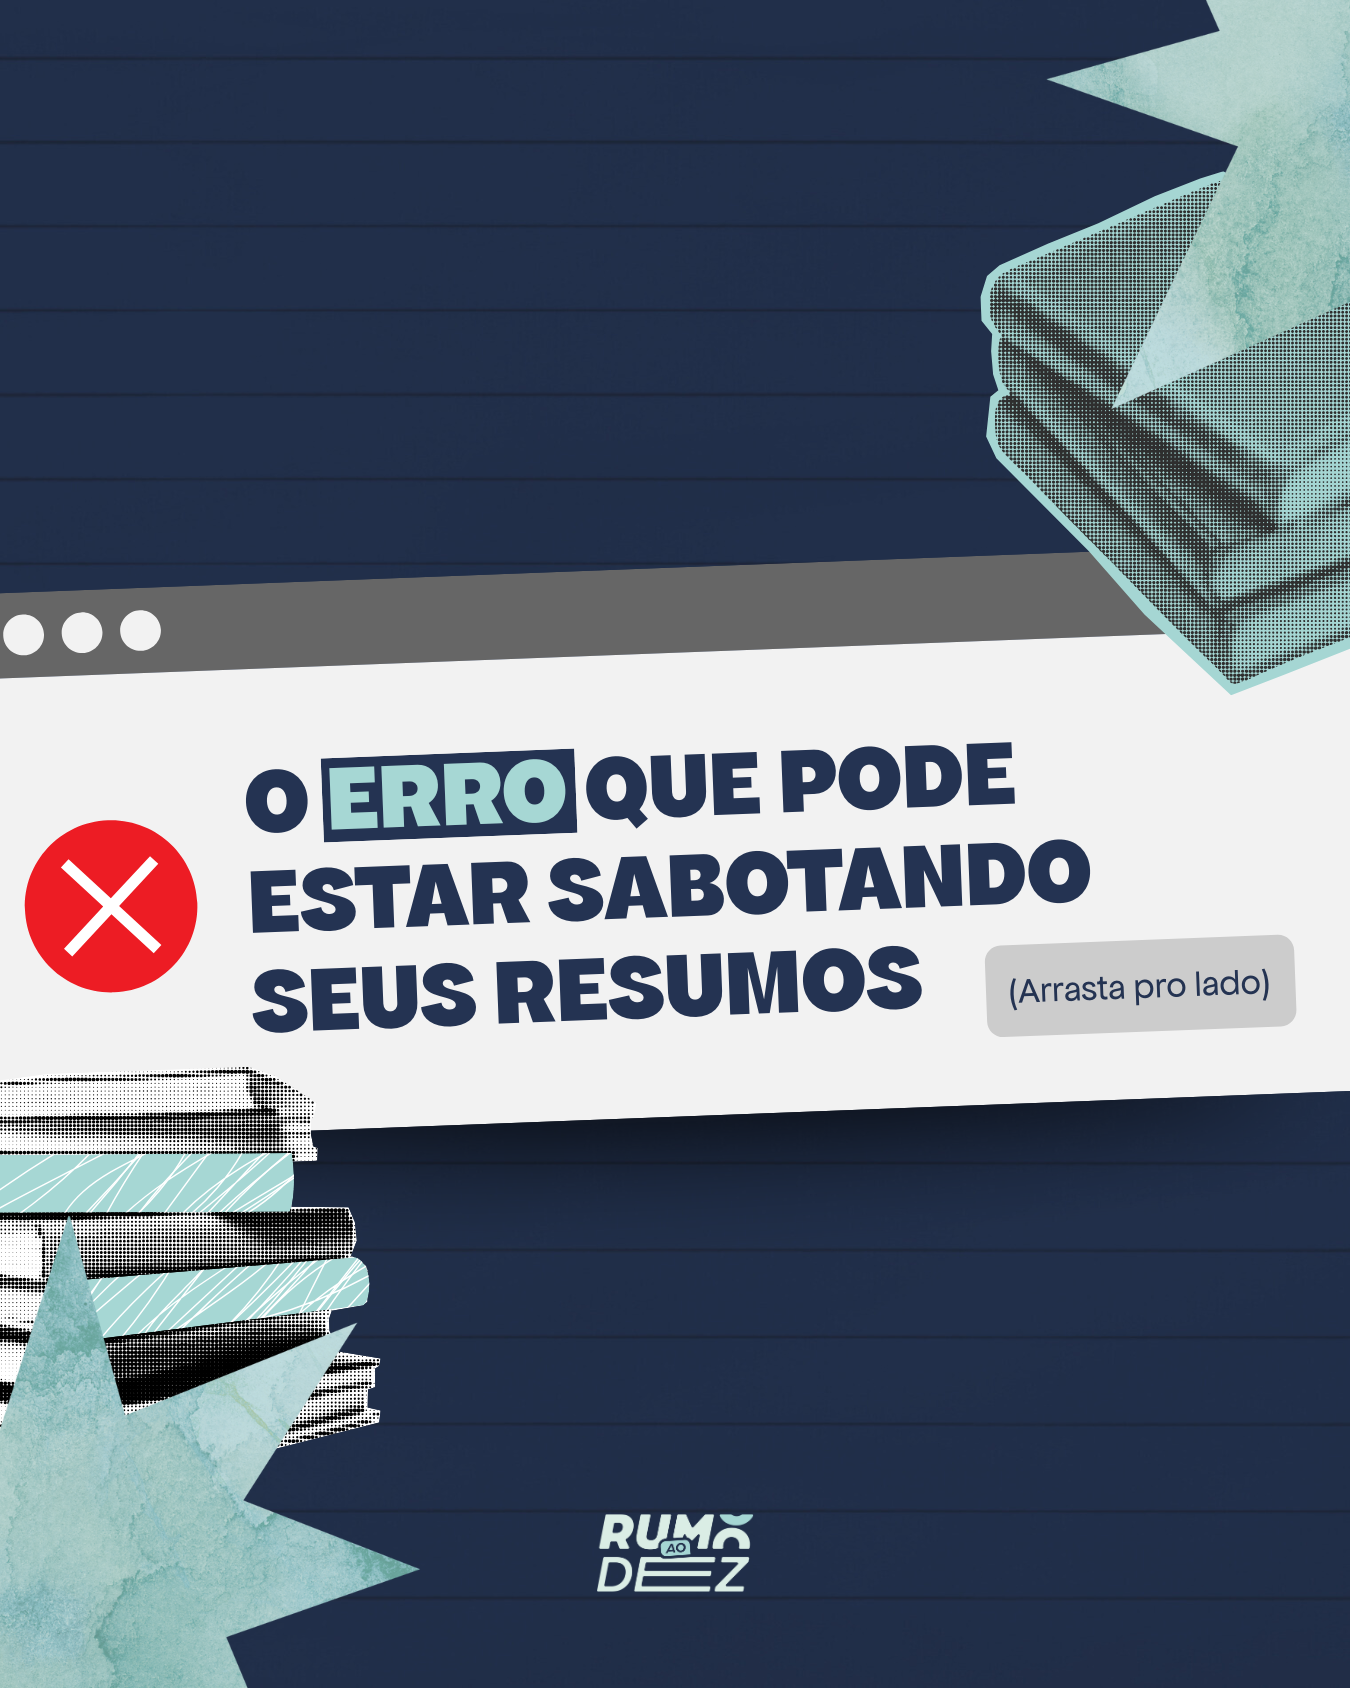 O ERRO QUE PODE
ESTAR SABOTANDO
SEUS RESUMOS
(Arrasta pro lado)
RUMO
AO
DEZ